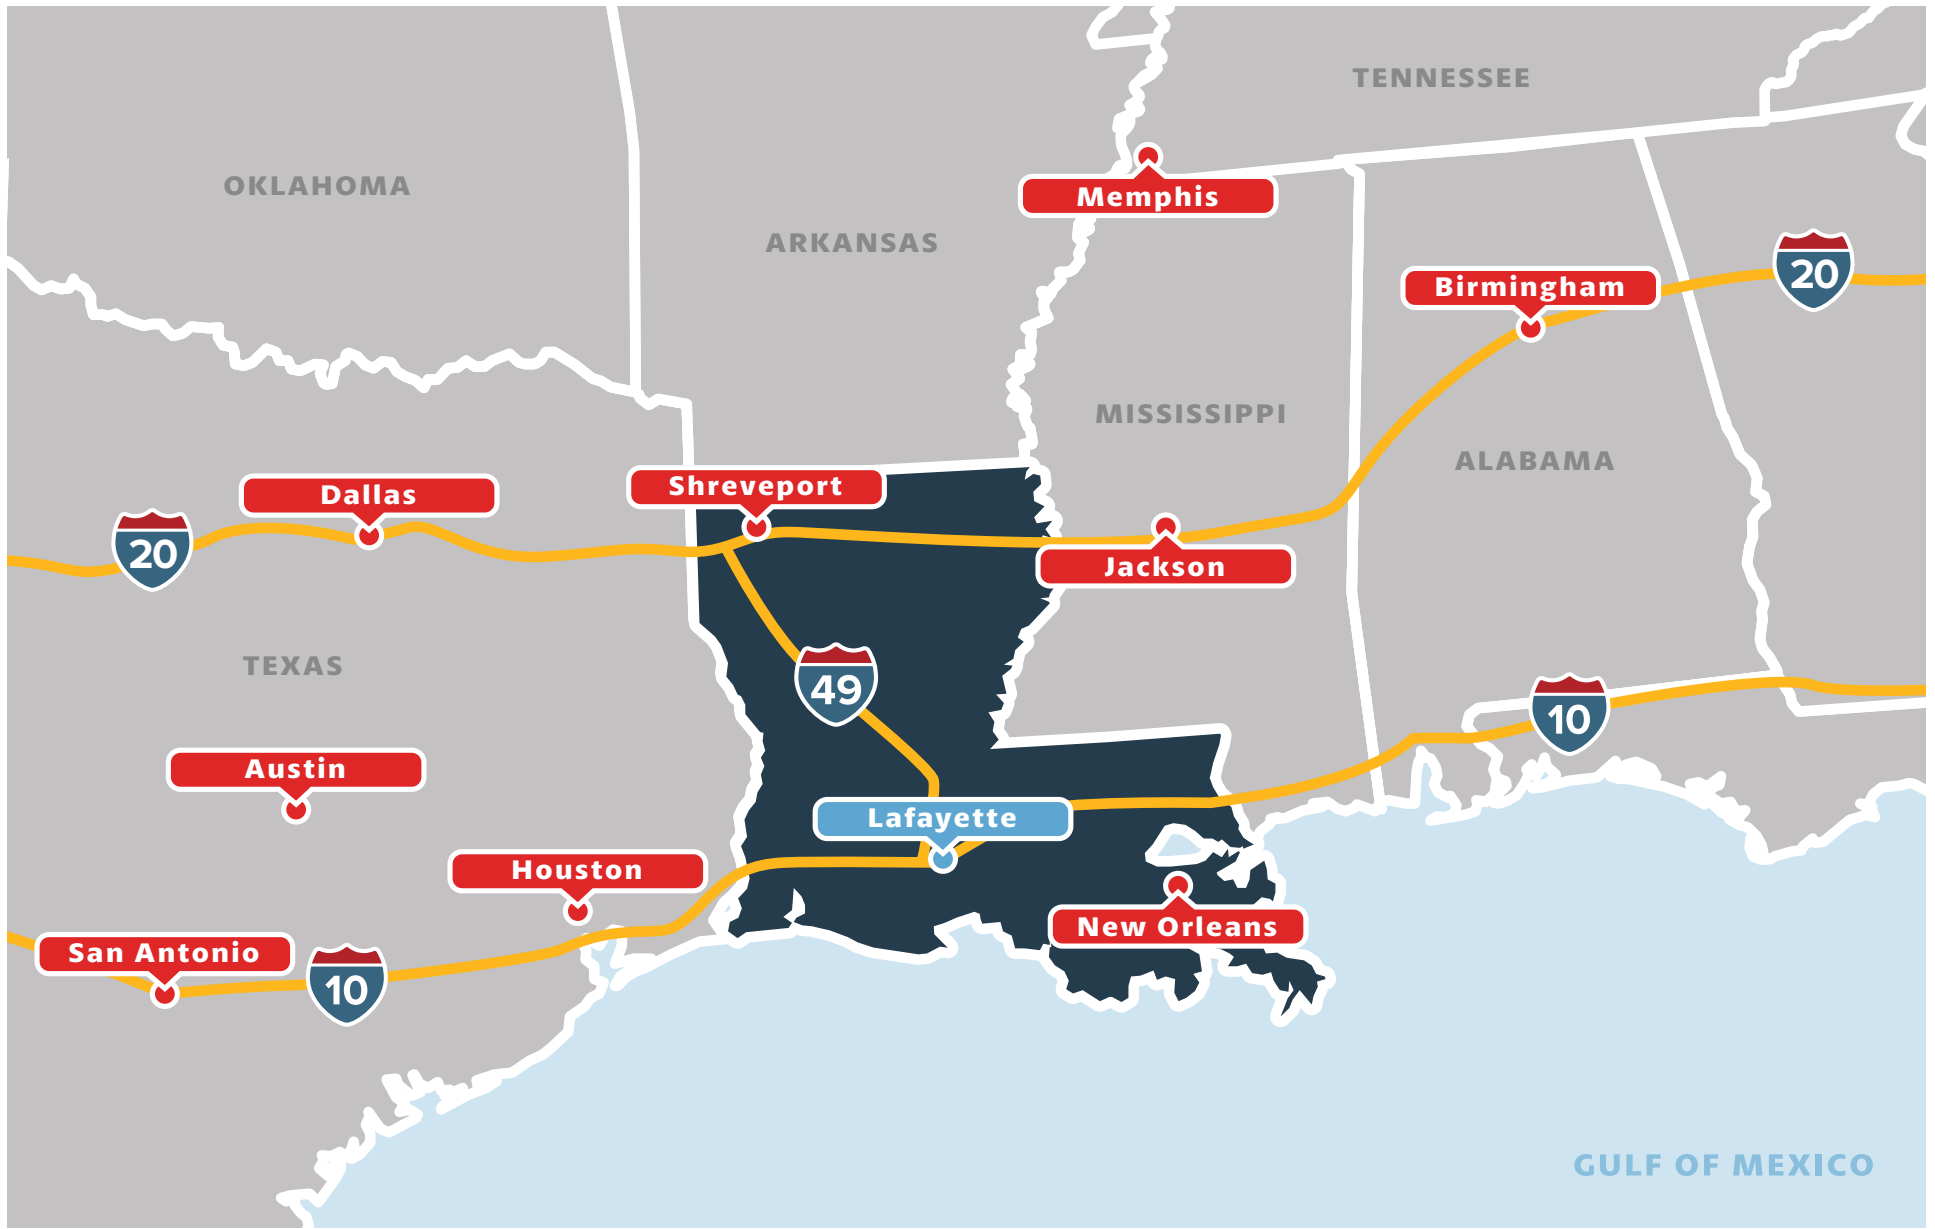 TENNESSEE
OKLAHOMA
Memphis
ARKANSAS
20
Birmingham
MISSISSIPPI
ALABAMA
Dallas
Shreveport
20
Jackson
TEXAS
49
10
Austin
Lafayette
Houston
New Orleans
San Antonio
10
GULF OF MEXICO